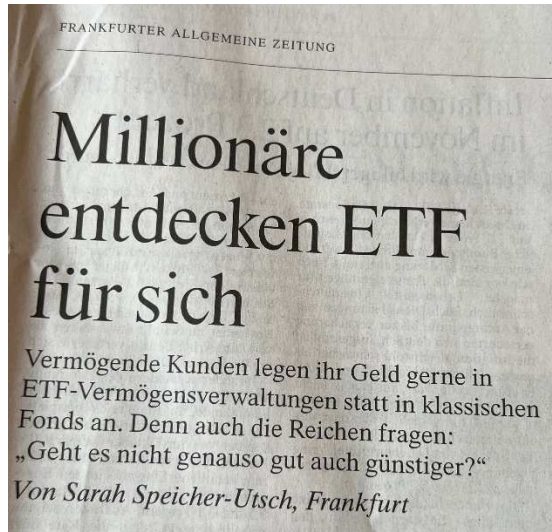 FRANKFURTER ALLGEMEINE ZEITUNG
Millionäre
entdecken ETF
für sich
Vermögende Kunden legen ihr Geld gerne in
ETF-Vermögensverwaltungen statt in klassischen
Fonds an. Denn auch die Reichen fragen:
„Geht es nicht genauso gut auch günstiger?“
Von Sarah Speicher-Utsch, Frankfurt